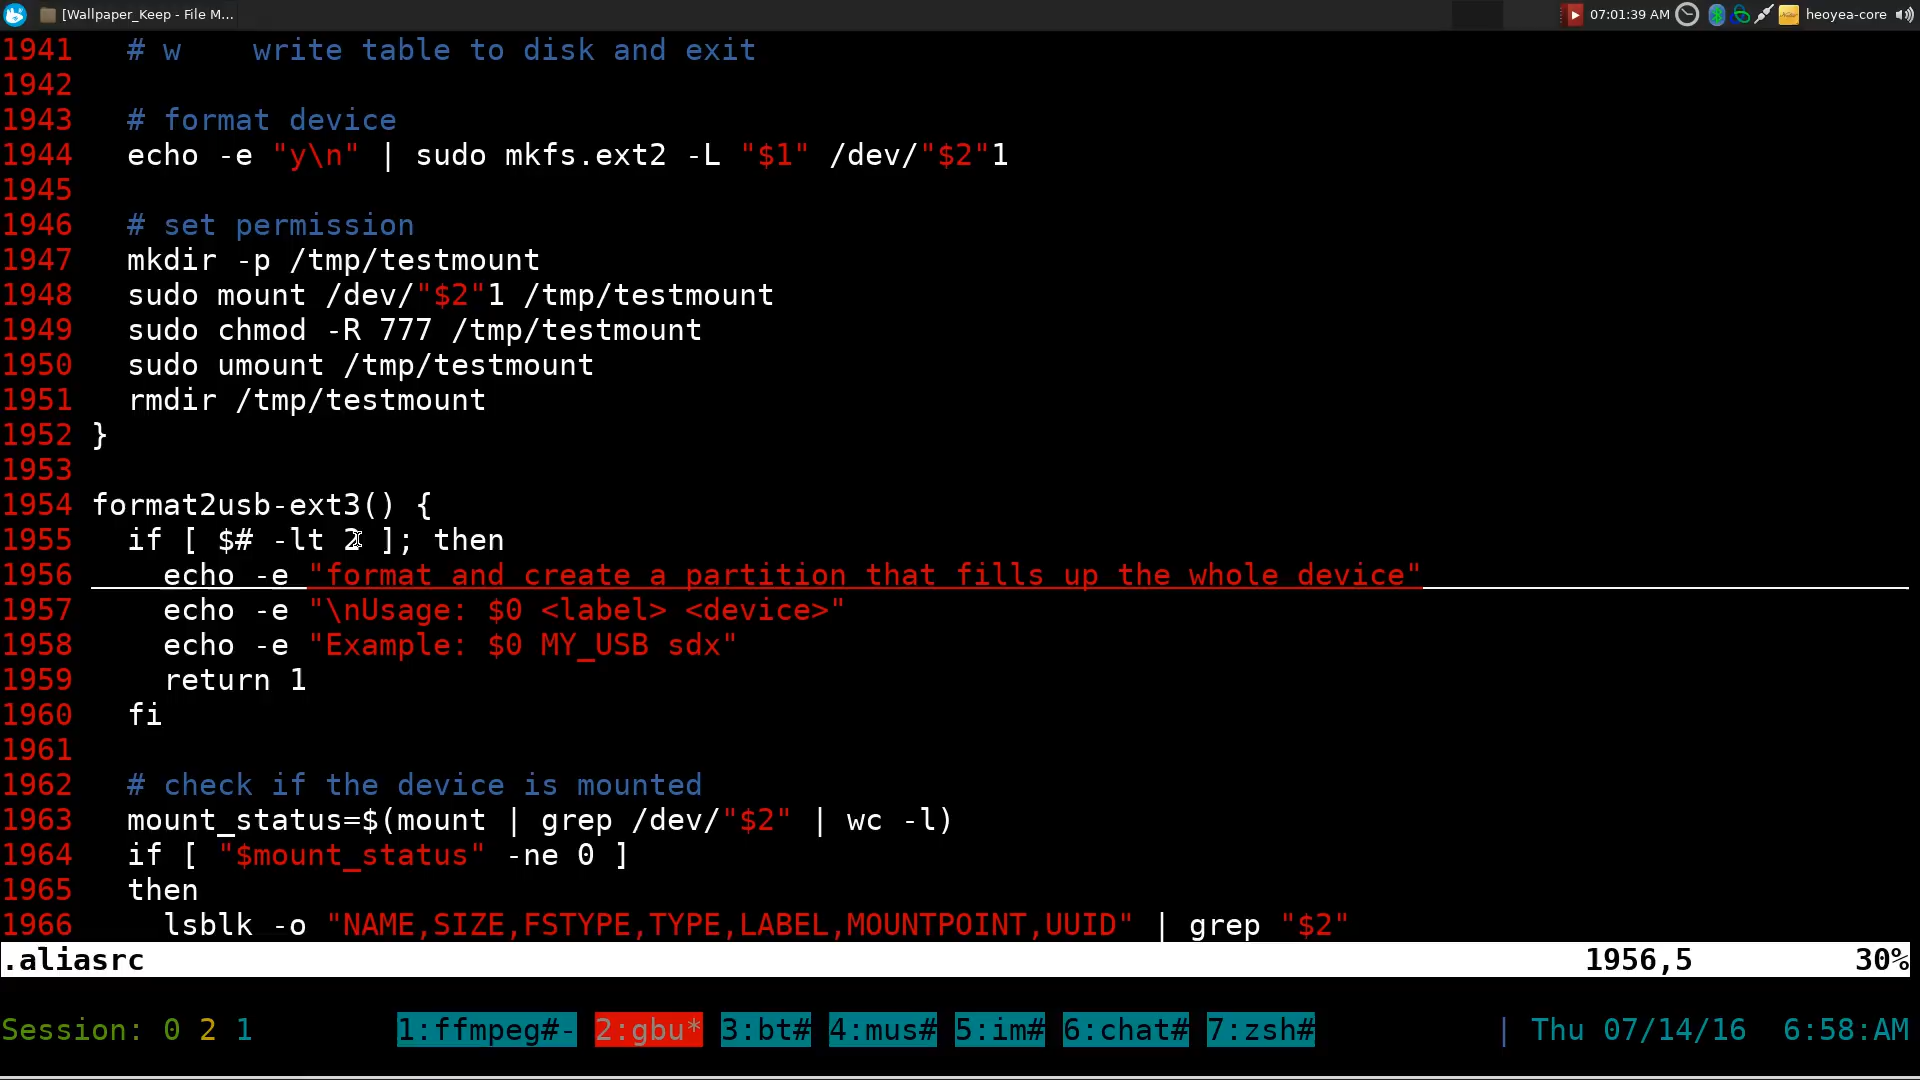 [Wallpaper_Keep - File M... 07:01:39 AM heoyea-core
1941 # w    write table to disk and exit
1942
1943 # format device
1944 echo -e "y\n" | sudo mkfs.ext2 -L "$1" /dev/"$2"1
1945
1946 # set permission
1947 mkdir -p /tmp/testmount
1948 sudo mount /dev/"$2"1 /tmp/testmount
1949 sudo chmod -R 777 /tmp/testmount
1950 sudo umount /tmp/testmount
1951 rmdir /tmp/testmount
1952 }
1953
1954 format2usb-ext3() {
1955 if [ $# -lt 2 ]; then
1956 echo -e "format and create a partition that fills up the whole device"
1957 echo -e "\nUsage: $0 <label> <device>"
1958 echo -e "Example: $0 MY_USB sdx"
1959 return 1
1960 fi
1961
1962 # check if the device is mounted
1963 mount_status=$(mount | grep /dev/"$2" | wc -l)
1964 if [ "$mount_status" -ne 0 ]
1965 then
1966 lsblk -o "NAME,SIZE,FSTYPE,TYPE,LABEL,MOUNTPOINT,UUID" | grep "$2"
.aliasrc 1956,5 30%
Session: 0 2 1 1:ffmpeg#- 2:gbu* 3:bt# 4:mus# 5:im# 6:chat# 7:zsh# | Thu 07/14/16 6:58:AM